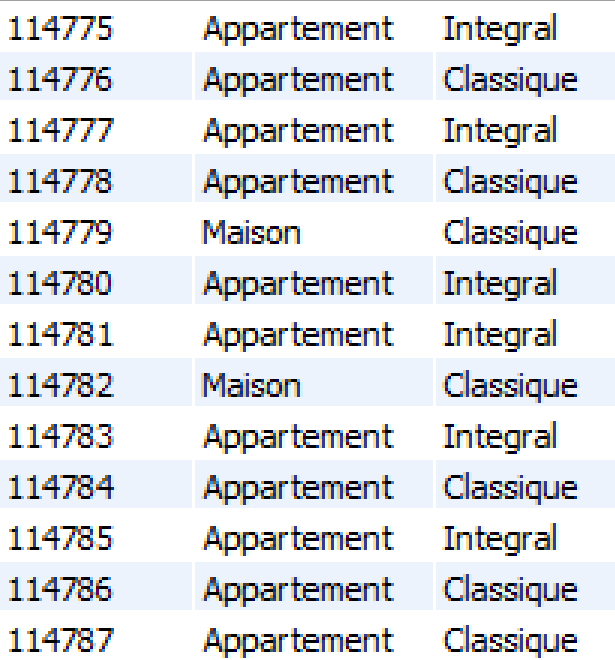 114775 Appartement Integral
114776 Appartement Classique
114777 Appartement Integral
114778 Appartement Classique
114779 Maison Classique
114780 Appartement Integral
114781 Appartement Integral
114782 Maison Classique
114783 Appartement Integral
114784 Appartement Classique
114785 Appartement Integral
114786 Appartement Classique
114787 Appartement Classique